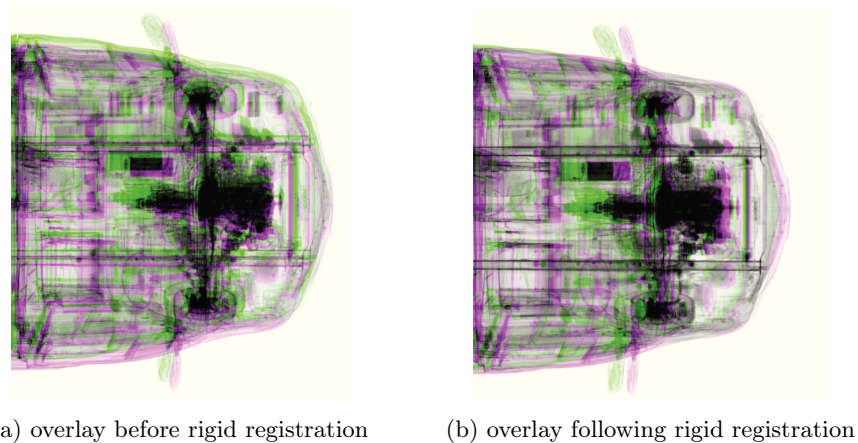 a) overlay before rigid registration
(b) overlay following rigid registration